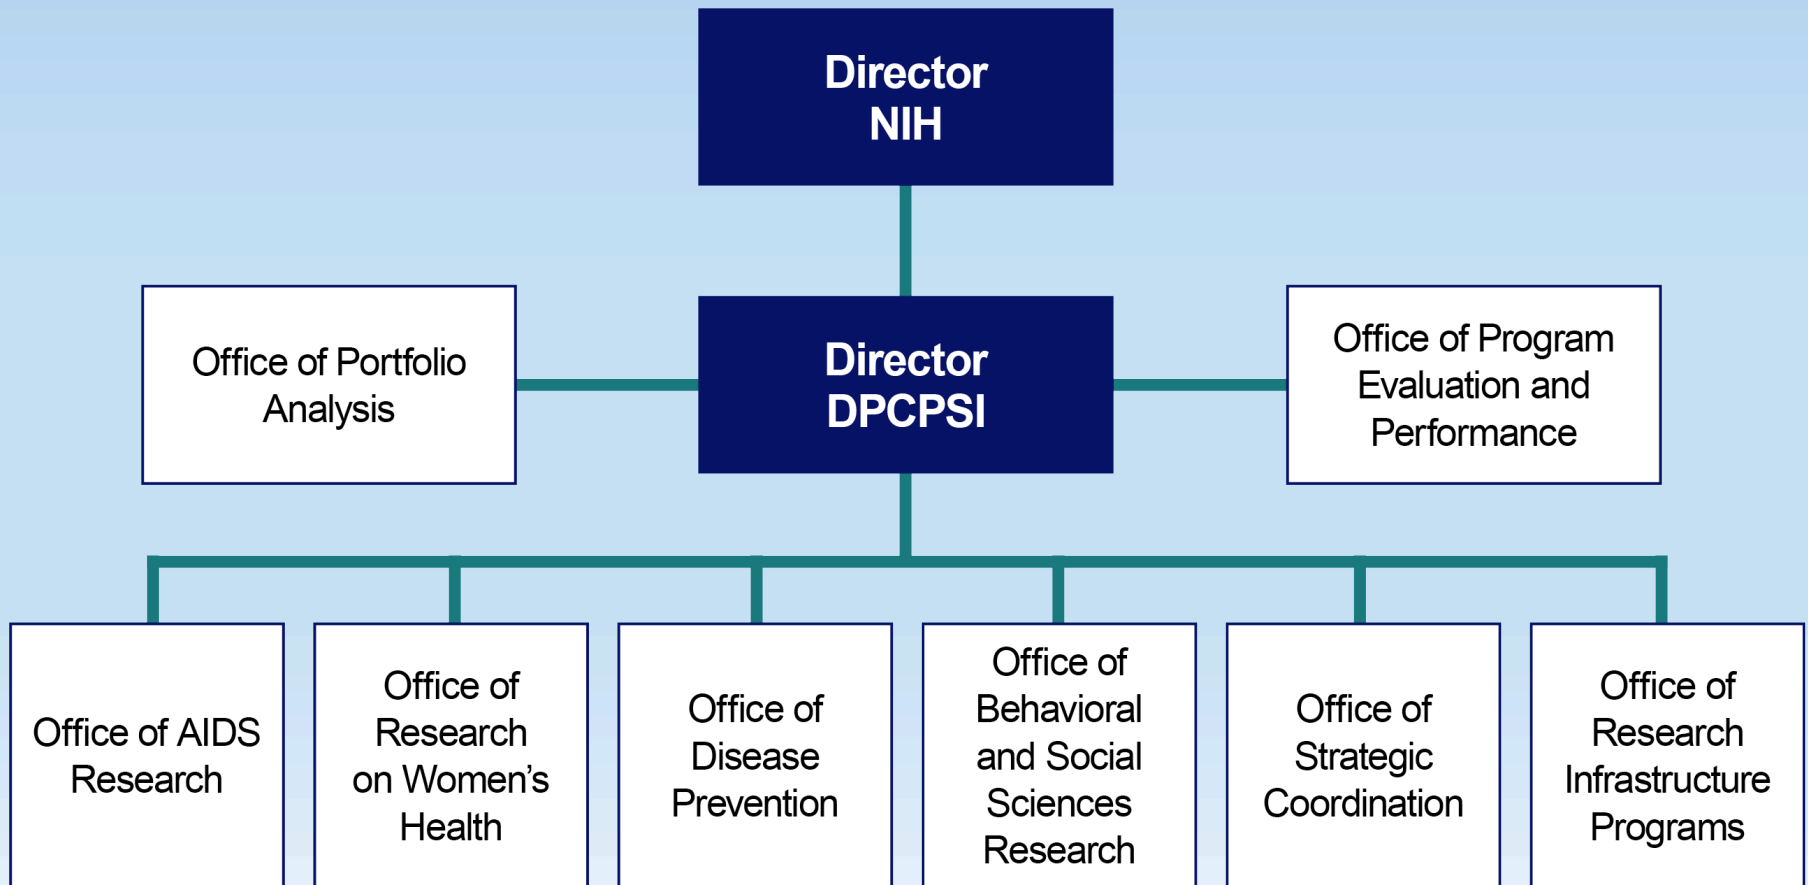 Director
NIH
Office of Portfolio
Analysis
Director
DPCPSI
Office of Program
Evaluation and
Performance
Office of AIDS
Research
Office of
Research
on Women’s
Health
Office of
Disease
Prevention
Office of
Behavioral
and Social
Sciences
Research
Office of
Strategic
Coordination
Office of
Research
Infrastructure
Programs